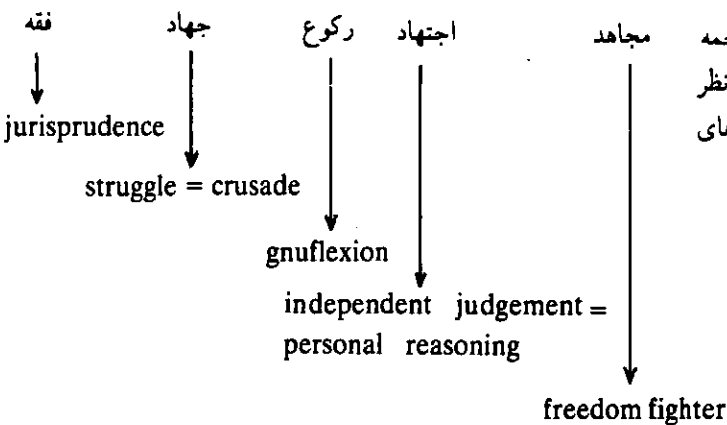 فقه جهاد رکوع اجتهاد مجاهد
jurisprudence
struggle = crusade
gnuflexion
independent judgement =
personal reasoning
freedom fighter